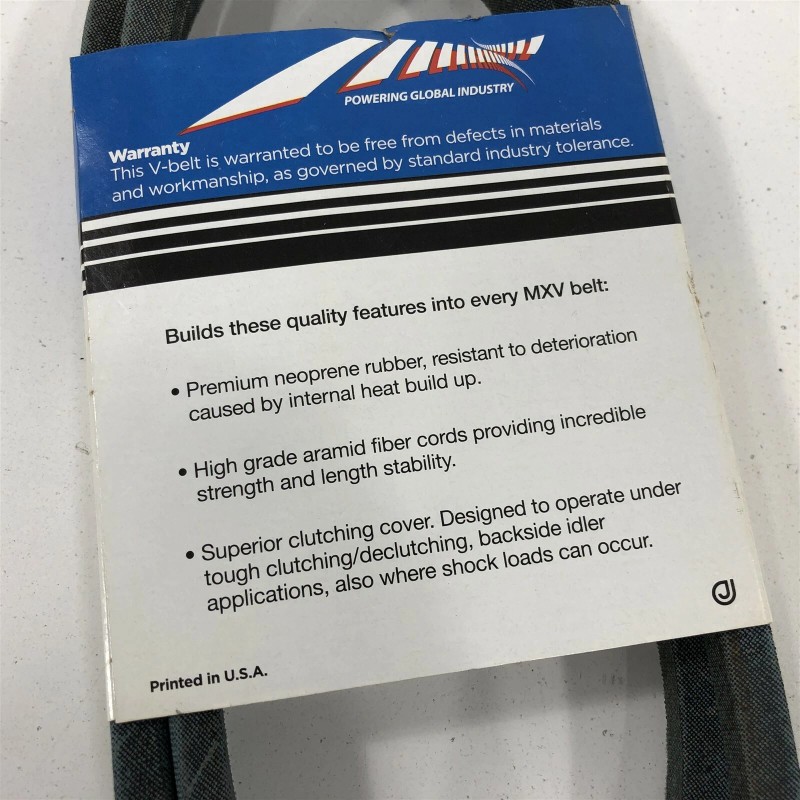 POWERING GLOBAL INDUSTRY
Warranty
This V-belt is warranted to be free from defects in materials
and workmanship, as governed by standard industry tolerance.
Builds these quality features into every MXV belt:
• Premium neoprene rubber, resistant to deterioration
caused by internal heat build up.
• High grade aramid fiber cords providing incredible
strength and length stability.
• Superior clutching cover. Designed to operate under
tough clutching/declutching, backside idler
applications, also where shock loads can occur.
Printed in U.S.A.